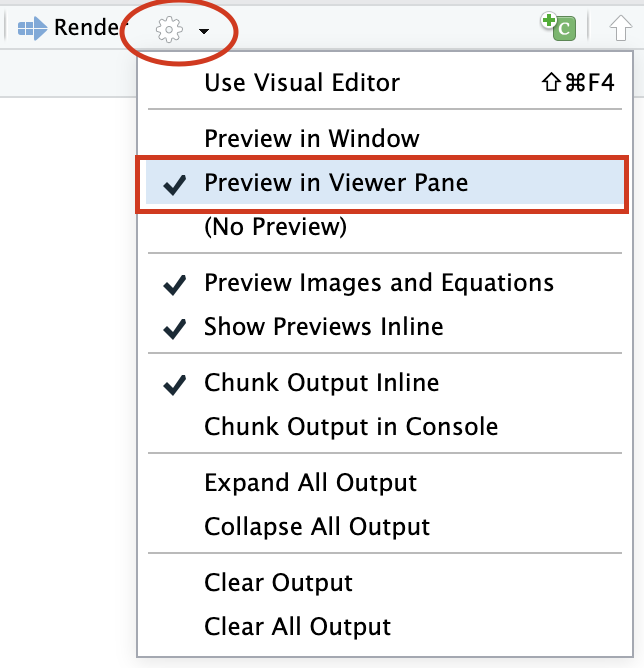 Render
C
Use Visual Editor ⇧⌘F4
Preview in Window
Preview in Viewer Pane
(No Preview)
Preview Images and Equations
Show Previews Inline
Chunk Output Inline
Chunk Output in Console
Expand All Output
Collapse All Output
Clear Output
Clear All Output